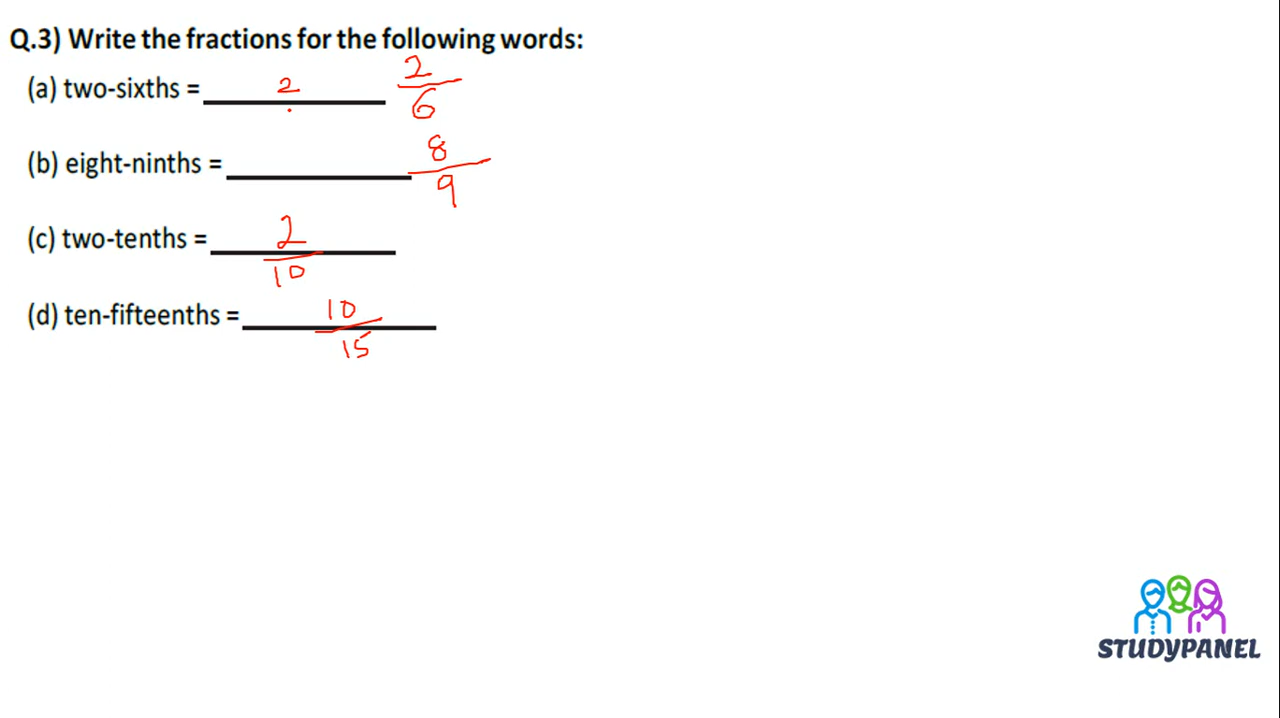 Q.3) Write the fractions for the following words:
(a) two-sixths = 2 2/6
(b) eight-ninths = 8/9
(c) two-tenths = 2/10
(d) ten-fifteenths = 10/15
STUDYPANEL